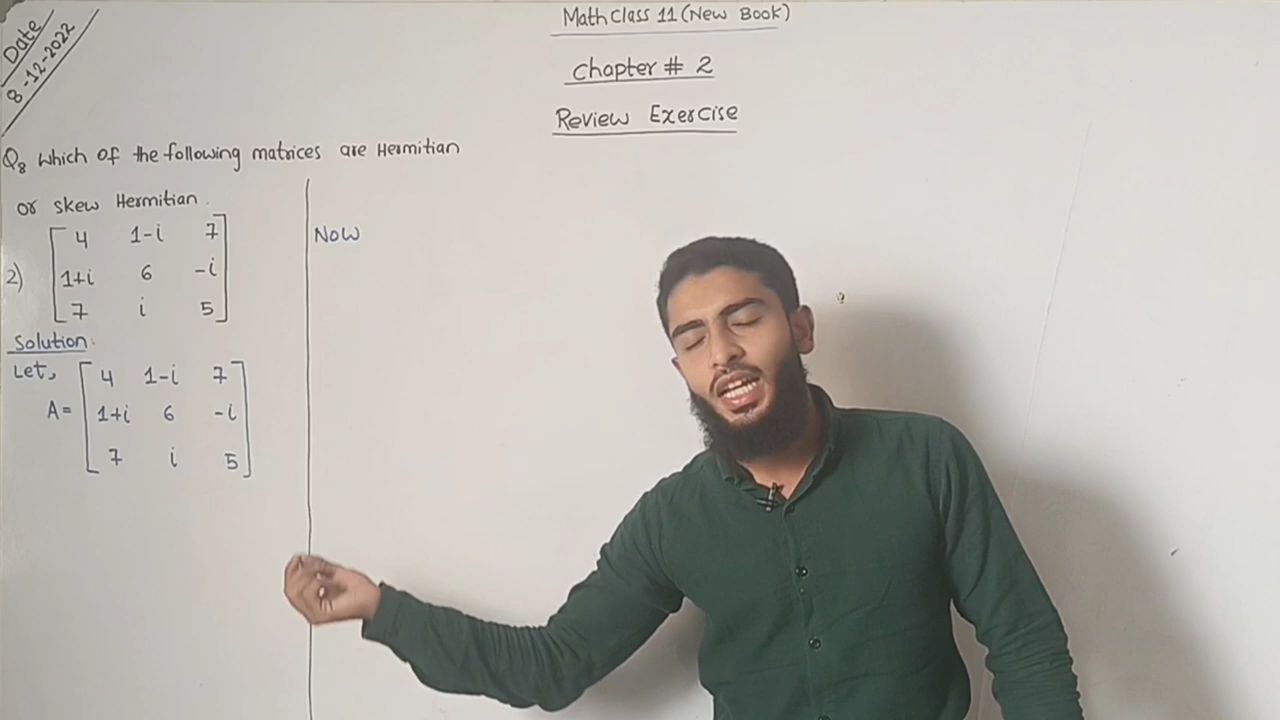 Date
8-12-2022
Math Class 11 (New Book)
Chapter # 2
Review Exercise
Q8 which of the following matrices are Hermitian
or skew Hermitian.
2) [ 4 1-i 7
1+i 6 -i
7 i 5 ]
Solution:
Let,
A = [ 4 1-i 7
1+i 6 -i
7 i 5 ]
Now